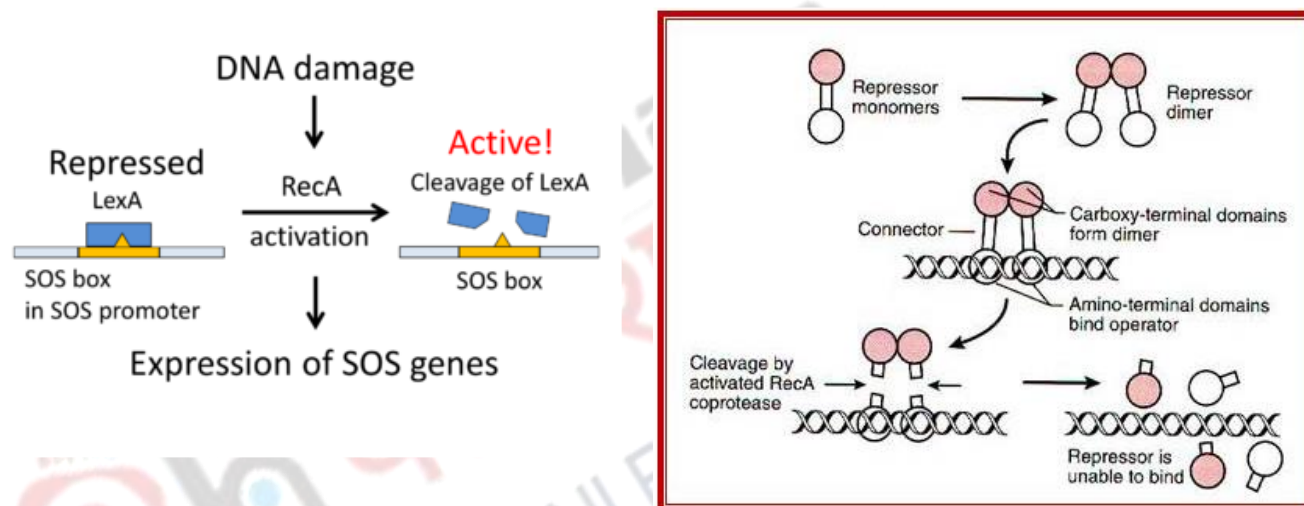 DNA damage
Repressed
LexA
RecA
activation
Active!
Cleavage of LexA
SOS box
in SOS promoter
SOS box
Expression of SOS genes
Repressor
monomers
Repressor
dimer
Connector
Carboxy-terminal domains
form dimer
Amino-terminal domains
bind operator
Cleavage by
activated RecA
coprotease
Repressor is
unable to bind